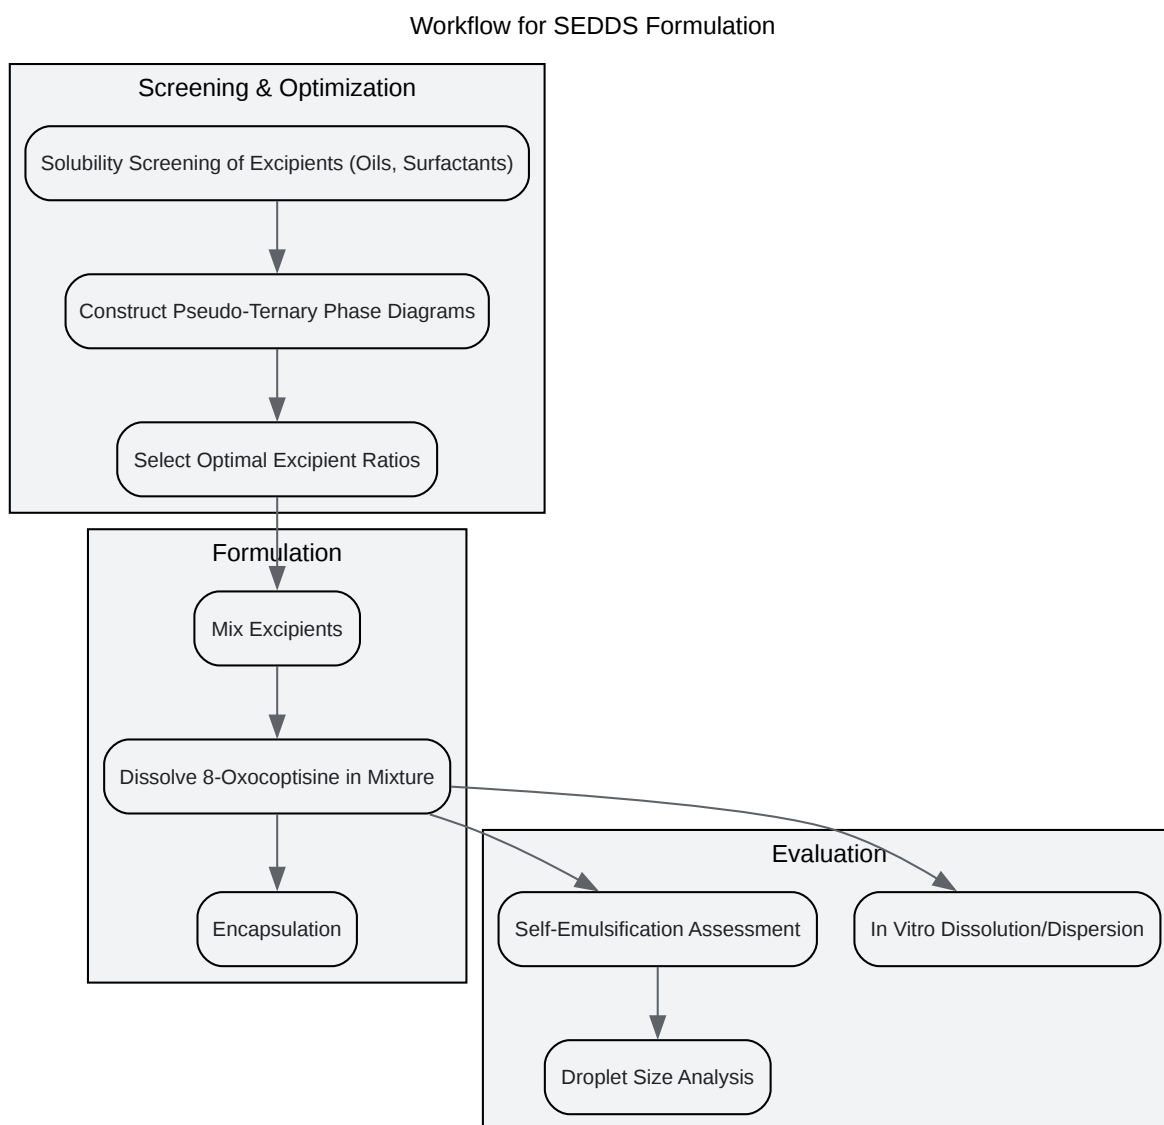 Workflow for SEDDS Formulation
Screening & Optimization
Solubility Screening of Excipients (Oils, Surfactants)
Construct Pseudo-Ternary Phase Diagrams
Select Optimal Excipient Ratios
Formulation
Mix Excipients
Dissolve 8-Oxocoptisine in Mixture
Encapsulation
Evaluation
Self-Emulsification Assessment
In Vitro Dissolution/Dispersion
Droplet Size Analysis